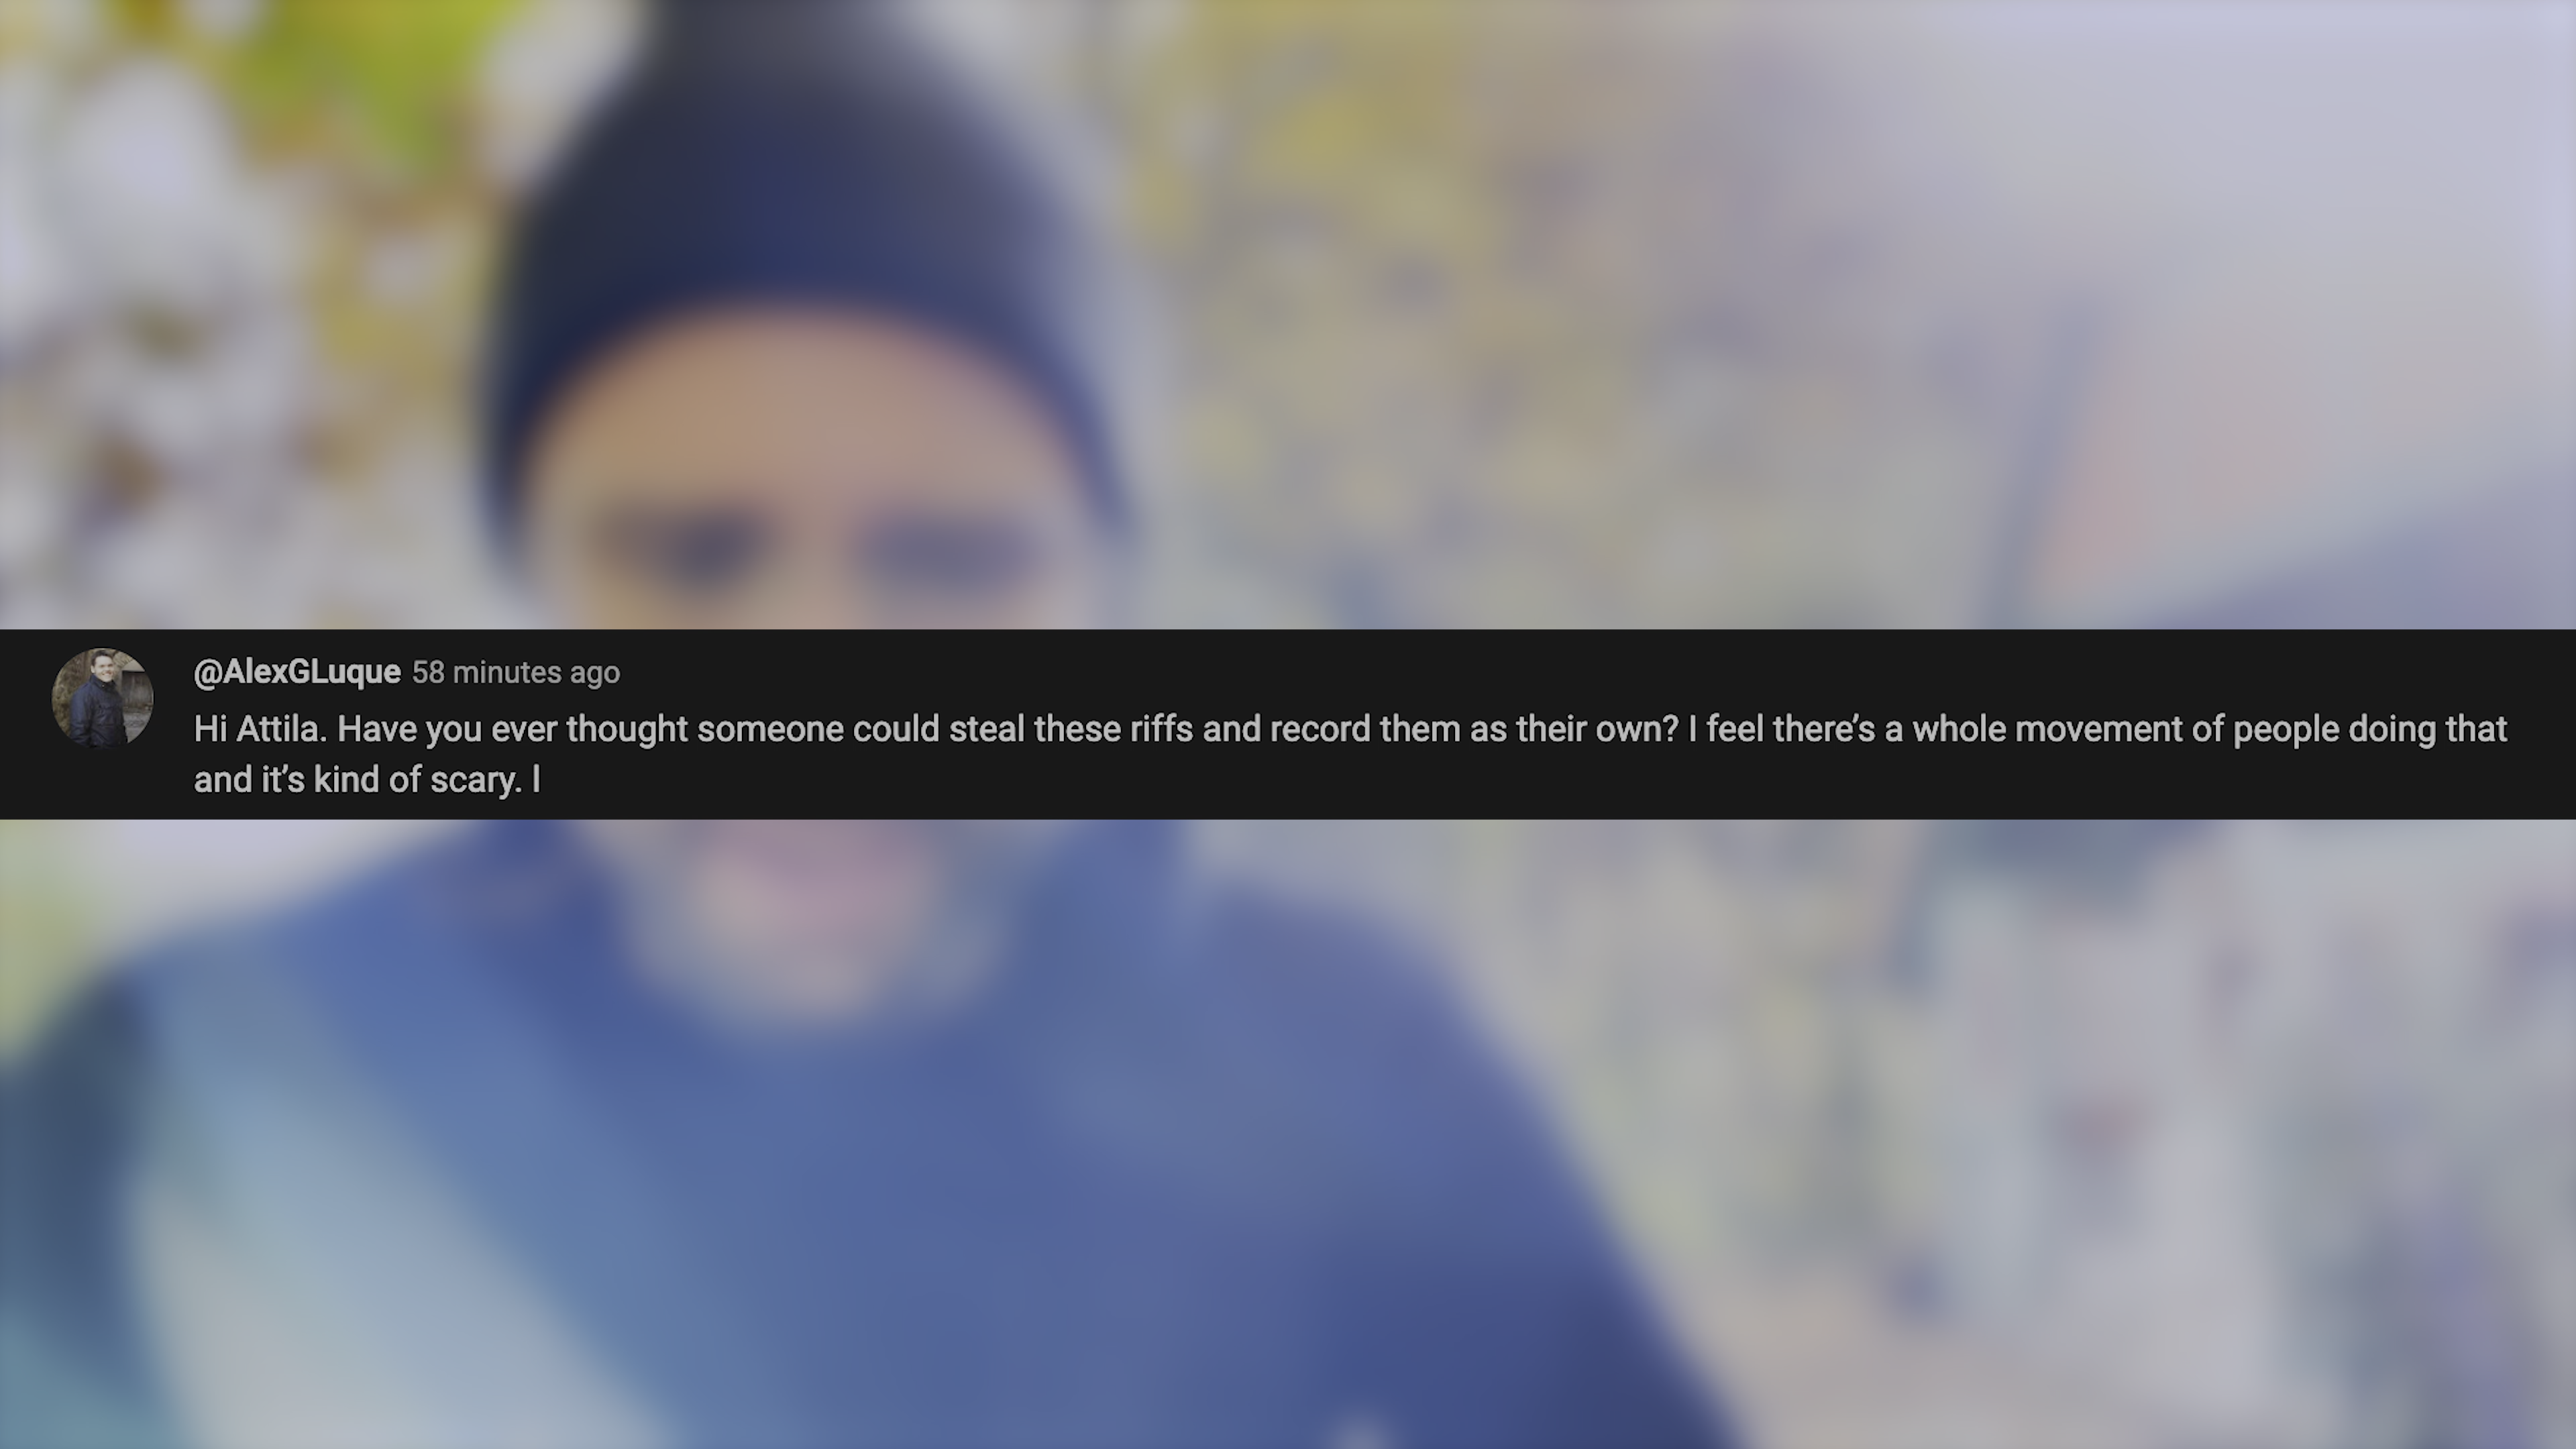 @AlexGLuque 58 minutes ago
Hi Attila. Have you ever thought someone could steal these riffs and record them as their own? I feel there’s a whole movement of people doing that
and it’s kind of scary. I